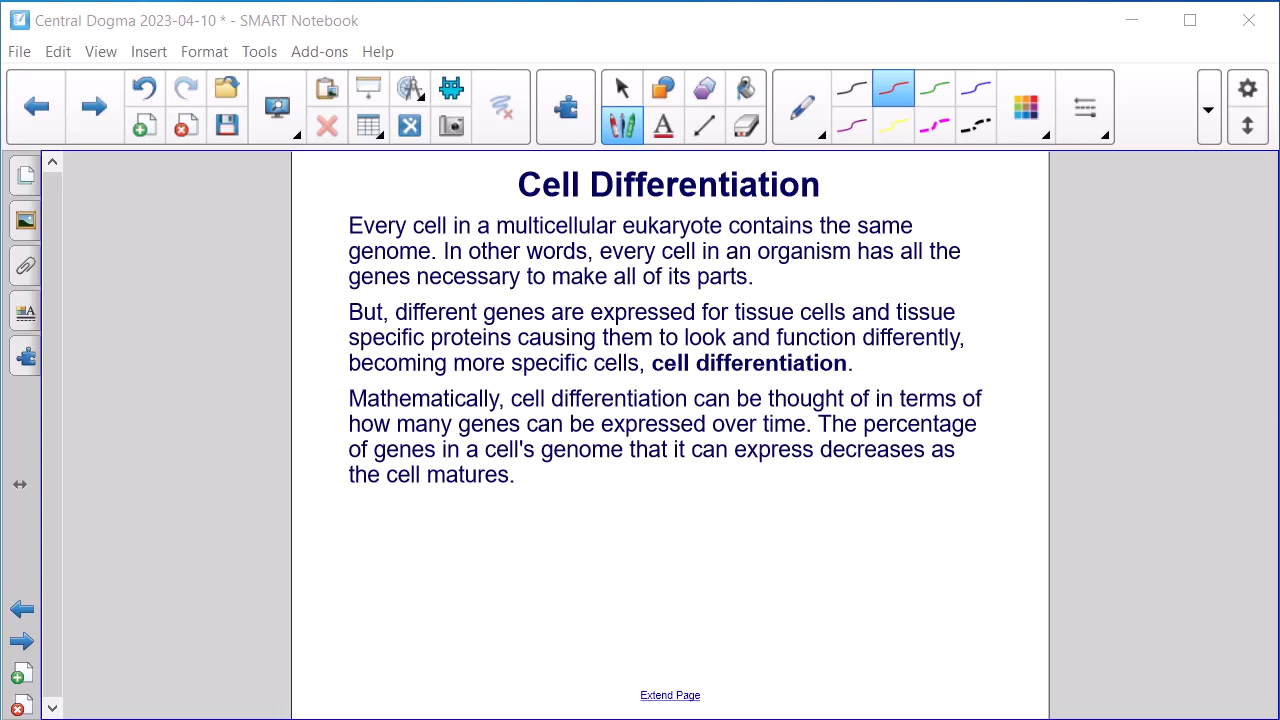 Central Dogma 2023-04-10 * - SMART Notebook
File Edit View Insert Format Tools Add-ons Help
Cell Differentiation
Every cell in a multicellular eukaryote contains the same
genome. In other words, every cell in an organism has all the
genes necessary to make all of its parts.
But, different genes are expressed for tissue cells and tissue
specific proteins causing them to look and function differently,
becoming more specific cells, cell differentiation.
Mathematically, cell differentiation can be thought of in terms of
how many genes can be expressed over time. The percentage
of genes in a cell's genome that it can express decreases as
the cell matures.
Extend Page